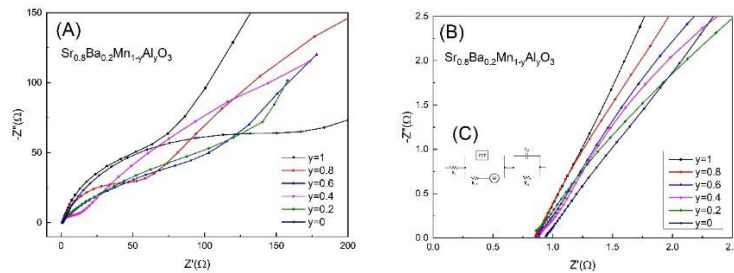 (A)
Sr0.8Ba0.2Mn1-yAlyO3
-Z"(Ω)
150
100
50
0
0 50 100 150 200
Z'(Ω)
y=1
y=0.8
y=0.6
y=0.4
y=0.2
y=0
(B)
Sr0.8Ba0.2Mn1-yAlyO3
(C)
-Z"(Ω)
-2.5
-2.0
-1.5
-1.0
-0.5
0.0
0.0 0.5 1.0 1.5 2.0 2.5
Z'(Ω)
y=1
y=0.8
y=0.6
y=0.4
y=0.2
y=0